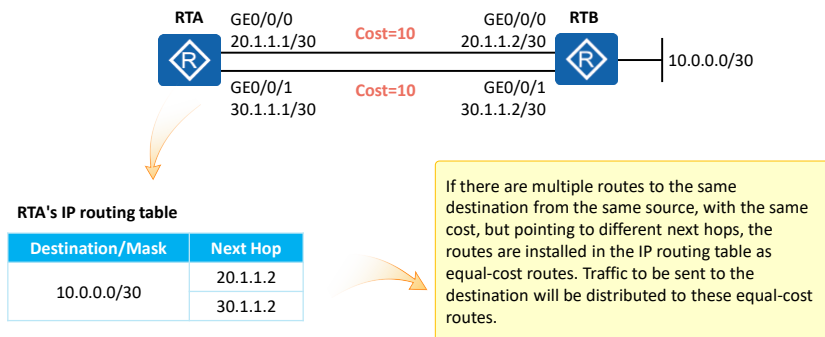 RTA
GE0/0/0
20.1.1.1/30
Cost=10
GE0/0/0
20.1.1.2/30
RTB
R
R
10.0.0.0/30
GE0/0/1
30.1.1.1/30
Cost=10
GE0/0/1
30.1.1.2/30
RTA's IP routing table
Destination/Mask
Next Hop
10.0.0.0/30
20.1.1.2
30.1.1.2
If there are multiple routes to the same
destination from the same source, with the same
cost, but pointing to different next hops, the
routes are installed in the IP routing table as
equal-cost routes. Traffic to be sent to the
destination will be distributed to these equal-cost
routes.